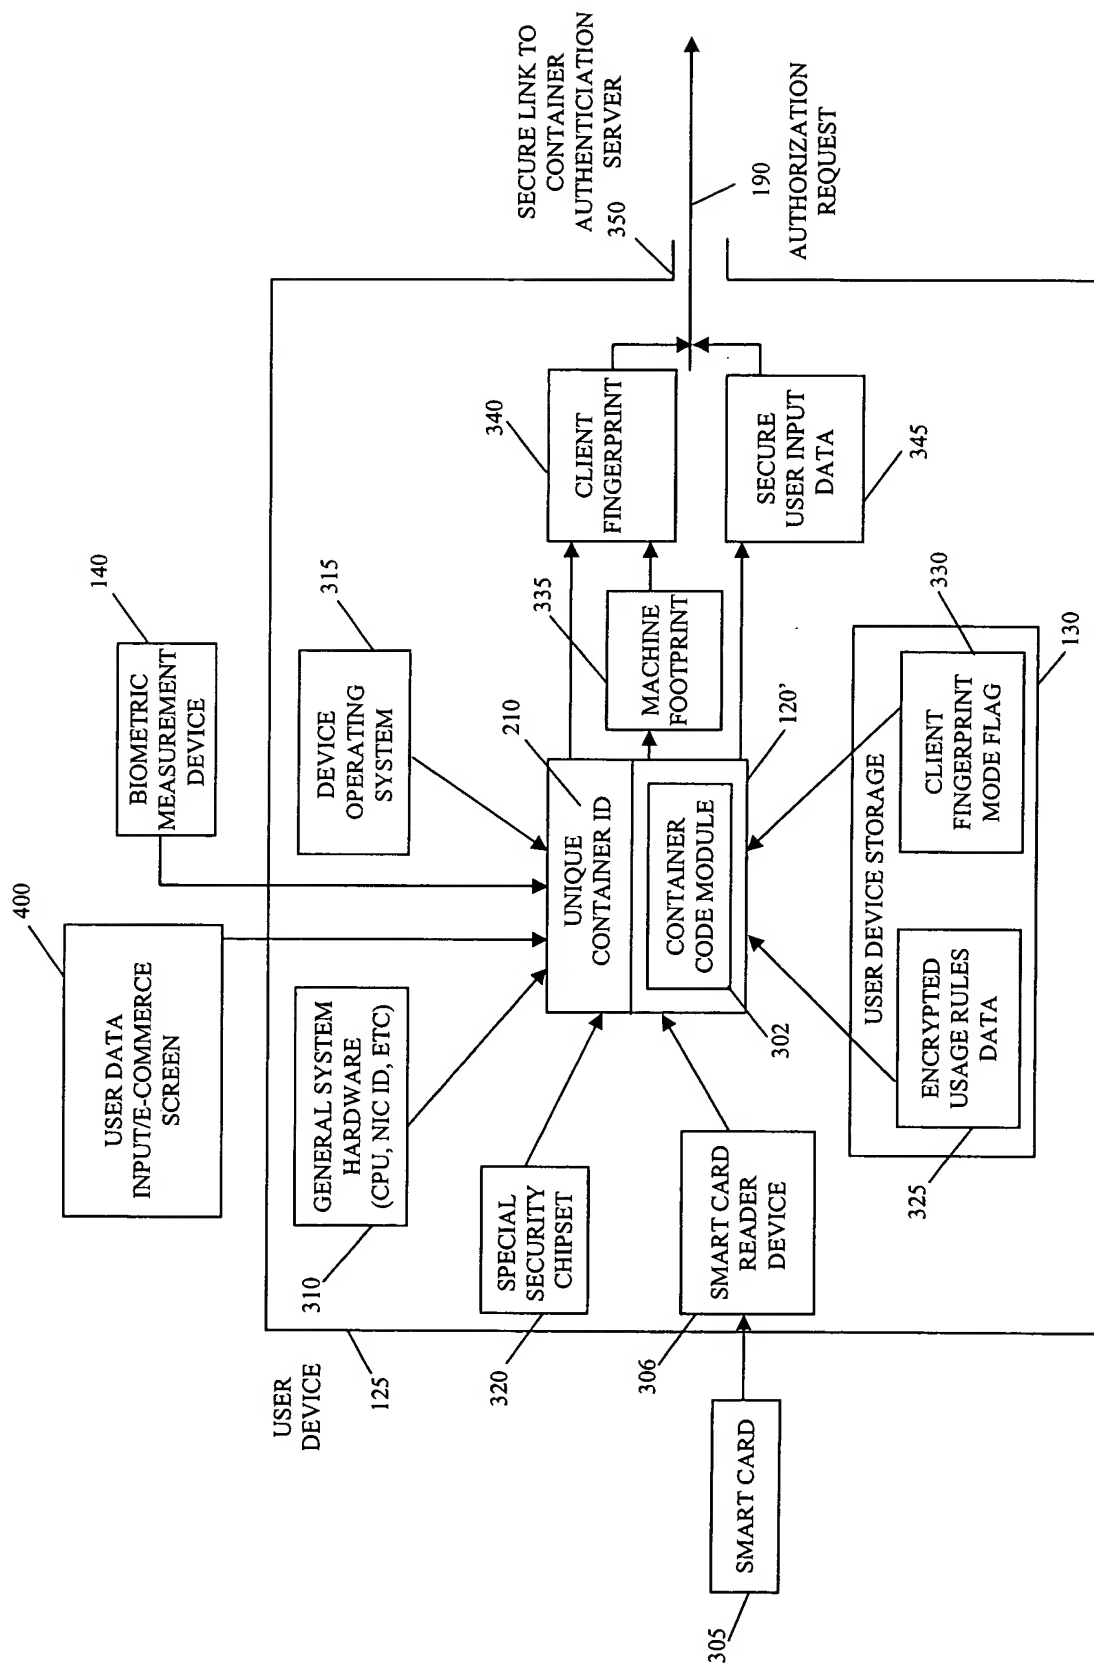 400
USER DATA
INPUT/E-COMMERCE
SCREEN
140
BIOMETRIC
MEASUREMENT
DEVICE
USER
DEVICE
125
GENERAL SYSTEM
HARDWARE
(CPU, NIC ID, ETC)
310
DEVICE
OPERATING
SYSTEM
315
SPECIAL
SECURITY
CHIPSET
320
SMART CARD
305
SMART CARD
READER
DEVICE
306
UNIQUE
CONTAINER ID
210
CONTAINER
CODE MODULE
302
120'
MACHINE
FOOTPRINT
335
CLIENT
FINGERPRINT
340
SECURE
USER INPUT
DATA
345
USER DEVICE STORAGE
130
ENCRYPTED
USAGE RULES
DATA
325
CLIENT
FINGERPRINT
MODE FLAG
330
SECURE LINK TO
CONTAINER
AUTHENTICIATION
SERVER
350
190
AUTHORIZATION
REQUEST